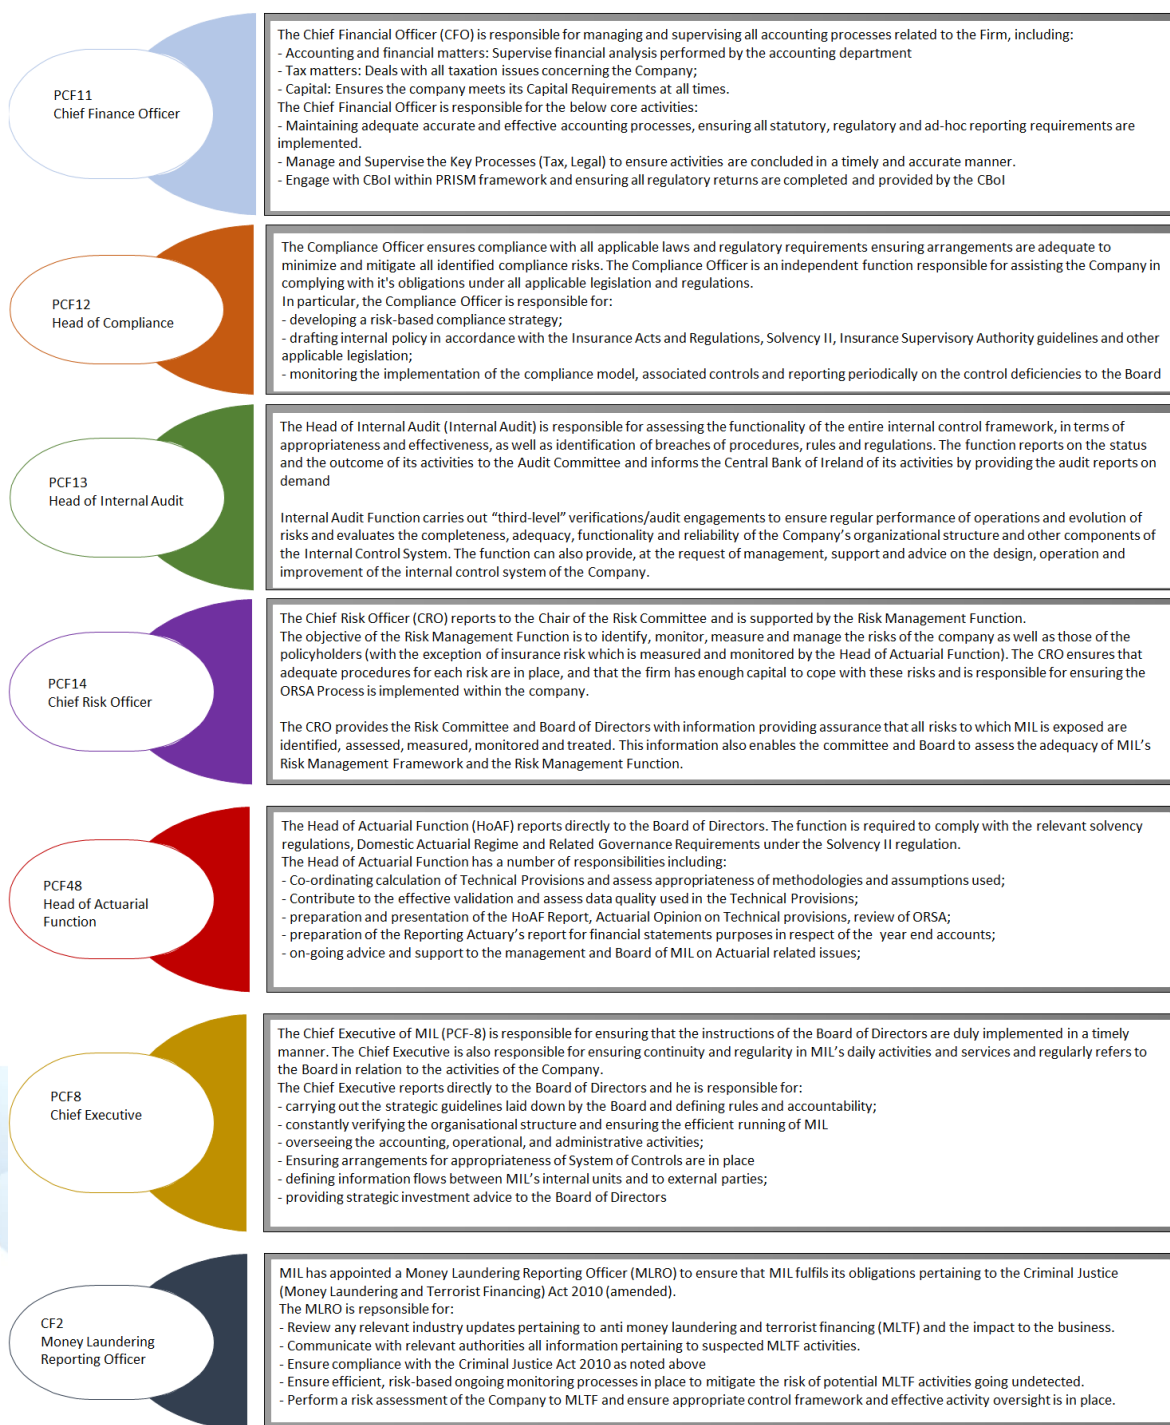 PCF11
Chief Finance Officer
The Chief Financial Officer (CFO) is responsible for managing and supervising all accounting processes related to the Firm, including:
- Accounting and financial matters: Supervise financial analysis performed by the accounting department
- Tax matters: Deals with all taxation issues concerning the Company;
- Capital: Ensures the company meets its Capital Requirements at all times.
The Chief Financial Officer is responsible for the below core activities:
- Maintaining adequate accurate and effective accounting processes, ensuring all statutory, regulatory and ad-hoc reporting requirements are
implemented.
- Manage and Supervise the Key Processes (Tax, Legal) to ensure activities are concluded in a timely and accurate manner.
- Engage with CBoI within PRISM framework and ensuring all regulatory returns are completed and provided by the CBoI
PCF12
Head of Compliance
The Compliance Officer ensures compliance with all applicable laws and regulatory requirements ensuring arrangements are adequate to
minimize and mitigate all identified compliance risks. The Compliance Officer is an independent function responsible for assisting the Company in
complying with it's obligations under all applicable legislation and regulations.
In particular, the Compliance Officer is responsible for:
- developing a risk-based compliance strategy;
- drafting internal policy in accordance with the Insurance Acts and Regulations, Solvency II, Insurance Supervisory Authority guidelines and other
applicable legislation;
- monitoring the implementation of the compliance model, associated controls and reporting periodically on the control deficiencies to the Board
PCF13
Head of Internal Audit
The Head of Internal Audit (Internal Audit) is responsible for assessing the functionality of the entire internal control framework, in terms of
appropriateness and effectiveness, as well as identification of breaches of procedures, rules and regulations. The function reports on the status
and the outcome of its activities to the Audit Committee and informs the Central Bank of Ireland of its activities by providing the audit reports on
demand
Internal Audit Function carries out “third-level” verifications/audit engagements to ensure regular performance of operations and evolution of
risks and evaluates the completeness, adequacy, functionality and reliability of the Company’s organizational structure and other components of
the Internal Control System. The function can also provide, at the request of management, support and advice on the design, operation and
improvement of the internal control system of the Company.
PCF14
Chief Risk Officer
The Chief Risk Officer (CRO) reports to the Chair of the Risk Committee and is supported by the Risk Management Function.
The objective of the Risk Management Function is to identify, monitor, measure and manage the risks of the company as well as those of the
policyholders (with the exception of insurance risk which is measured and monitored by the Head of Actuarial Function). The CRO ensures that
adequate procedures for each risk are in place, and that the firm has enough capital to cope with these risks and is responsible for ensuring the
ORSA Process is implemented within the company.
The CRO provides the Risk Committee and Board of Directors with information providing assurance that all risks to which MIL is exposed are
identified, assessed, measured, monitored and treated. This information also enables the committee and Board to assess the adequacy of MIL’s
Risk Management Framework and the Risk Management Function.
PCF48
Head of Actuarial
Function
The Head of Actuarial Function (HoAF) reports directly to the Board of Directors. The function is required to comply with the relevant solvency
regulations, Domestic Actuarial Regime and Related Governance Requirements under the Solvency II regulation.
The Head of Actuarial Function has a number of responsibilities including:
- Co-ordinating calculation of Technical Provisions and assess appropriateness of methodologies and assumptions used;
- Contribute to the effective validation and assess data quality used in the Technical Provisions;
- preparation and presentation of the HoAF Report, Actuarial Opinion on Technical provisions, review of ORSA;
- preparation of the Reporting Actuary’s report for financial statements purposes in respect of the year end accounts;
- on-going advice and support to the management and Board of MIL on Actuarial related issues;
PCF8
Chief Executive
The Chief Executive of MIL (PCF-8) is responsible for ensuring that the instructions of the Board of Directors are duly implemented in a timely
manner. The Chief Executive is also responsible for ensuring continuity and regularity in MIL’s daily activities and services and regularly refers to
the Board in relation to the activities of the Company.
The Chief Executive reports directly to the Board of Directors and he is responsible for:
- carrying out the strategic guidelines laid down by the Board and defining rules and accountability;
- constantly verifying the organisational structure and ensuring the efficient running of MIL
- overseeing the accounting, operational, and administrative activities;
- Ensuring arrangements for appropriateness of System of Controls are in place
- defining information flows between MIL’s internal units and to external parties;
- providing strategic investment advice to the Board of Directors
CF2
Money Laundering
Reporting Officer
MIL has appointed a Money Laundering Reporting Officer (MLRO) to ensure that MIL fulfils its obligations pertaining to the Criminal Justice
(Money Laundering and Terrorist Financing) Act 2010 (amended).
The MLRO is repsonsible for:
- Review any relevant industry updates pertaining to anti money laundering and terrorist financing (MLTF) and the impact to the business.
- Communicate with relevant authorities all information pertaining to suspected MLTF activities.
- Ensure compliance with the Criminal Justice Act 2010 as noted above
- Ensure efficient, risk-based ongoing monitoring processes in place to mitigate the risk of potential MLTF activities going undetected.
- Perform a risk assessment of the Company to MLTF and ensure appropriate control framework and effective activity oversight is in place.